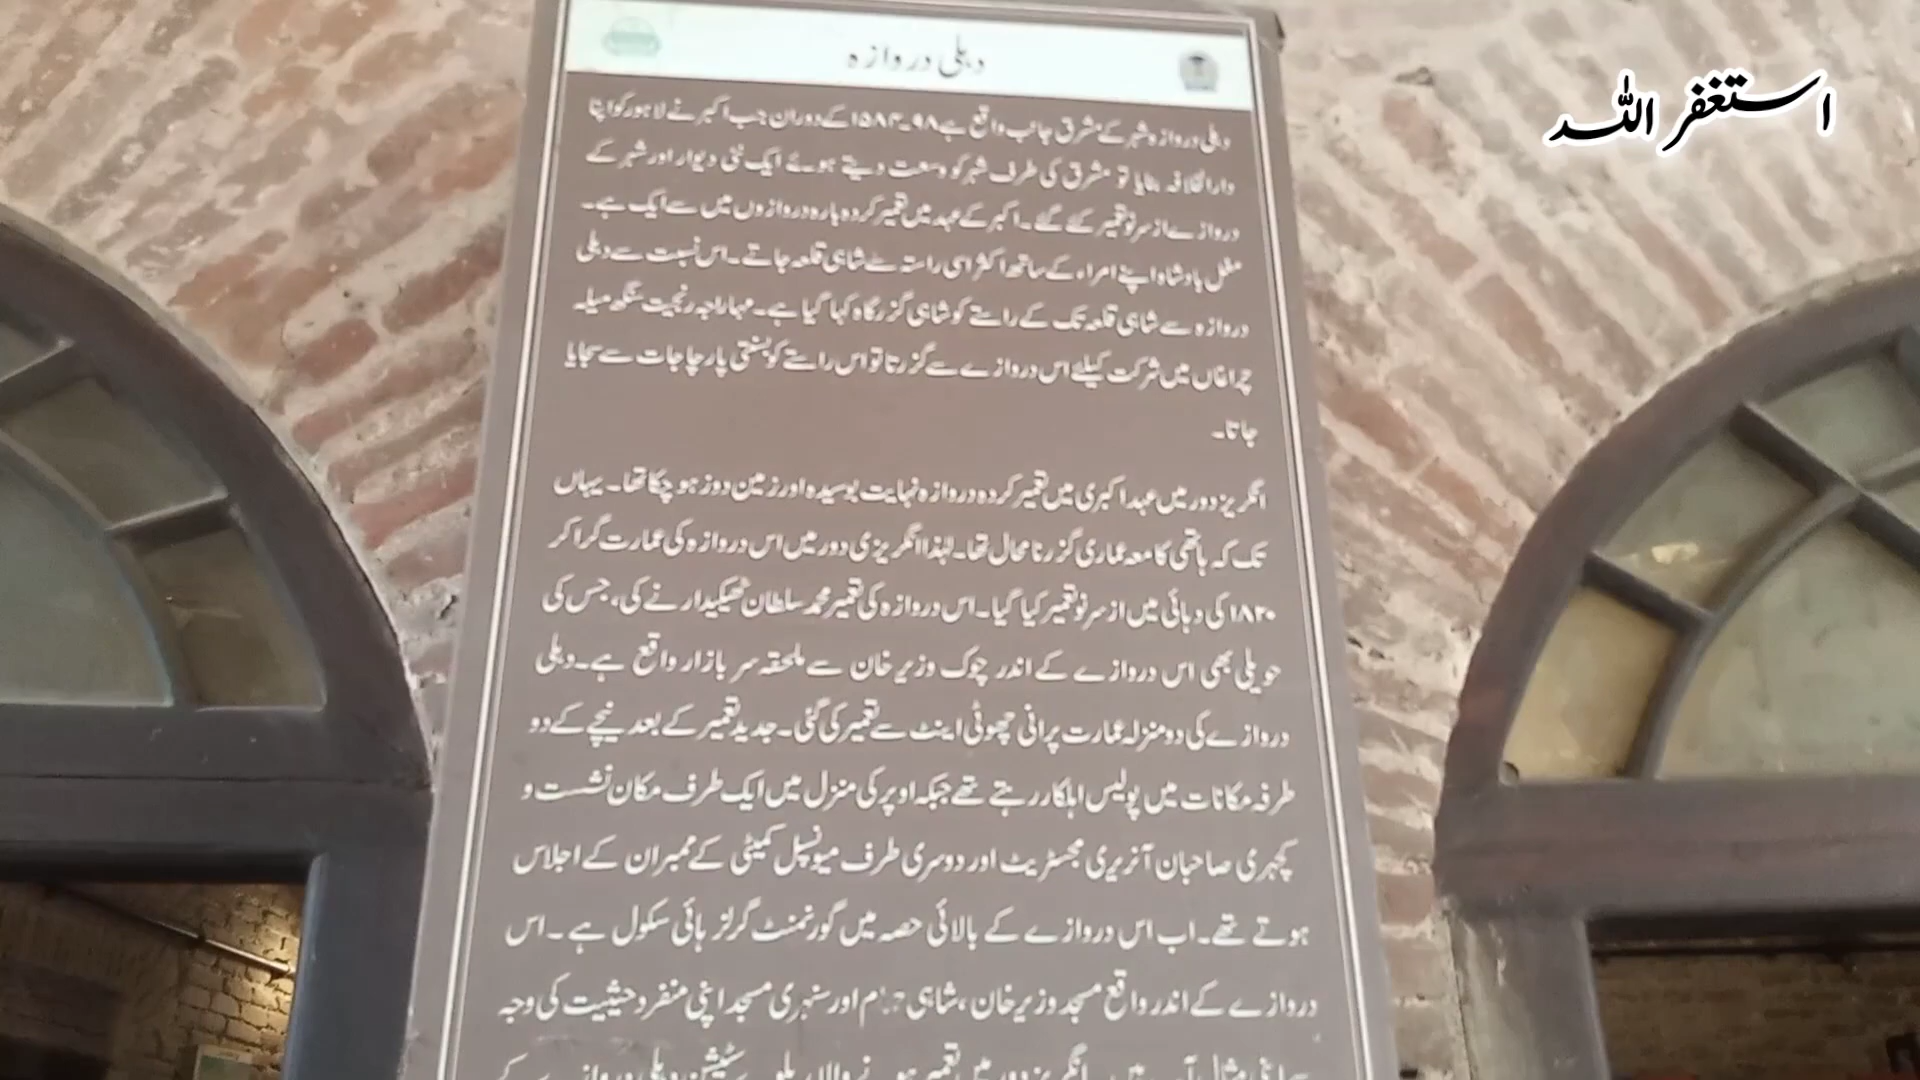 دہلی دروازہ
استغفر اللہ
دہلی دروازہ شہر کے مشرق جانب واقع ہے ۹۸۔۱۵۸۴ کے دوران جب اکبر نے لاہور کو اپنا
دارالخلافہ بنایا تو مشرق کی طرف شہر کو وسعت دیتے ہوئے ایک نئی دیوار اور شہر کے
دروازے از سر نو تعمیر کئے گئے۔ اکبر کے عہد میں تعمیر کردہ بارہ دروازوں میں سے ایک ہے۔
مغل بادشاہ اپنے امراء کے ساتھ اکثر اسی راستہ سے شاہی قلعہ جاتے۔ اس نسبت سے دہلی
دروازہ سے شاہی قلعہ تک کے راستے کو شاہی گزرگاہ کہا گیا ہے۔ مہاراجہ رنجیت سنگھ میلہ
چراغاں میں شرکت کیلئے اس دروازے سے گزرتا تو اس راستے کو بسنتی پارچاجات سے سجایا
جاتا۔
انگریز دور میں عہد اکبری میں تعمیر کردہ دروازہ نہایت بوسیدہ اور زمین دوز ہو چکا تھا۔ یہاں
تک کہ ہاتھی کا معہ عماری گزرنا محال تھا۔ لہٰذا انگریزی دور میں اس دروازہ کی عمارت گرا کر
کی دہائی میں از سر نو تعمیر کیا گیا۔ اس دروازہ کی تعمیر محمد سلطان ٹھیکیدار نے کی، جس کی
حویلی بھی اس دروازے کے اندر چوک وزیر خان سے ملحقہ سر بازار واقع ہے۔ دہلی
دروازے کی دو منزلہ عمارت پرانی چھوٹی اینٹ سے تعمیر کی گئی۔ جدید تعمیر کے بعد نیچے کے دو
طرفہ مکانات میں پولیس اہلکار رہتے تھے جبکہ اوپر کی منزل میں ایک طرف مکان نشست و
کچہری صاحبان آنریری مجسٹریٹ اور دوسری طرف میونسپل کمیٹی کے ممبران کے اجلاس
ہوتے تھے۔ اب اس دروازے کے بالائی حصہ میں گورنمنٹ گرلز ہائی سکول ہے۔ اس
دروازے کے اندر واقع مسجد وزیر خان، شاہی حمام اور سنہری مسجد اپنی منفرد حیثیت کی وجہ